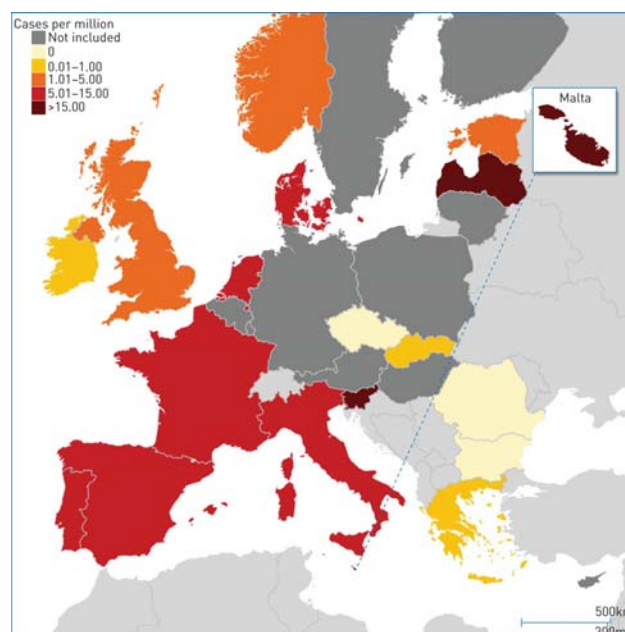 Cases per million
Not included
0
0.01–1.00
1.01–5.00
5.01–15.00
>15.00
Malta
500km